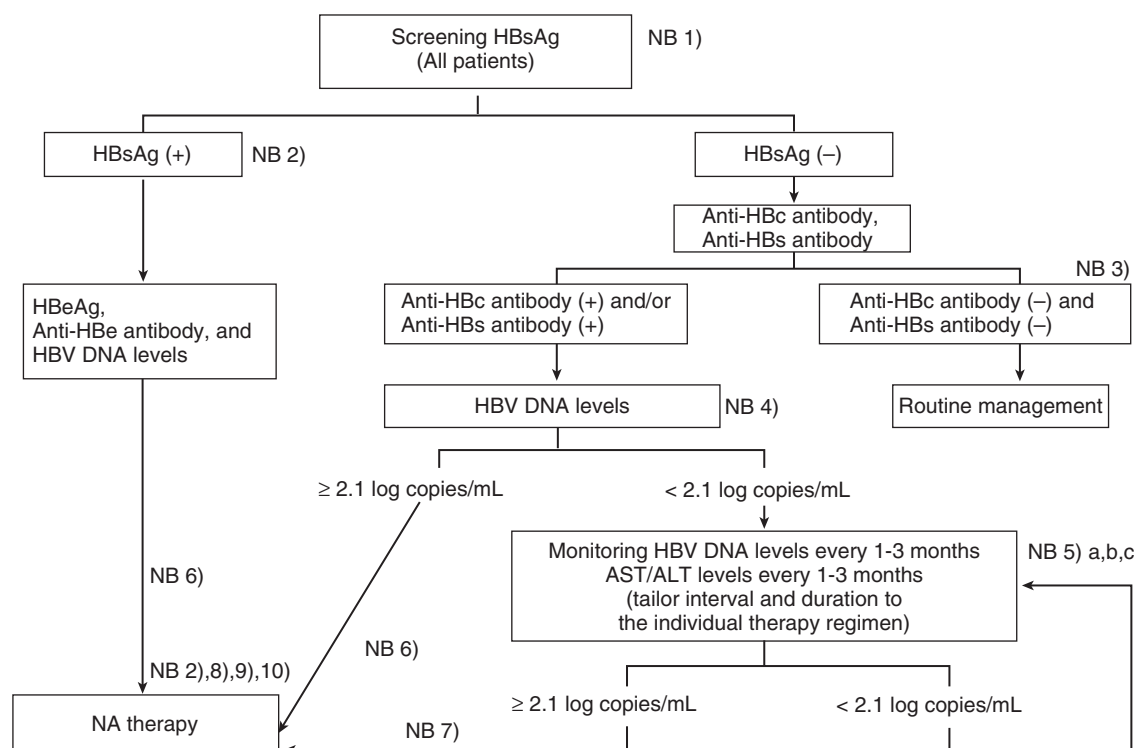 Screening HBsAg
(All patients)
NB 1)
HBsAg (+)
NB 2)
HBsAg (–)
Anti-HBc antibody,
Anti-HBs antibody
NB 3)
HBeAg,
Anti-HBe antibody, and
HBV DNA levels
Anti-HBc antibody (+) and/or
Anti-HBs antibody (+)
Anti-HBc antibody (–) and
Anti-HBs antibody (–)
HBV DNA levels
NB 4)
Routine management
≥ 2.1 log copies/mL
< 2.1 log copies/mL
Monitoring HBV DNA levels every 1-3 months
AST/ALT levels every 1-3 months
(tailor interval and duration to
the individual therapy regimen)
NB 5) a,b,c
NB 6)
NB 6)
NB 2),8),9),10)
NA therapy
NB 7)
≥ 2.1 log copies/mL
< 2.1 log copies/mL